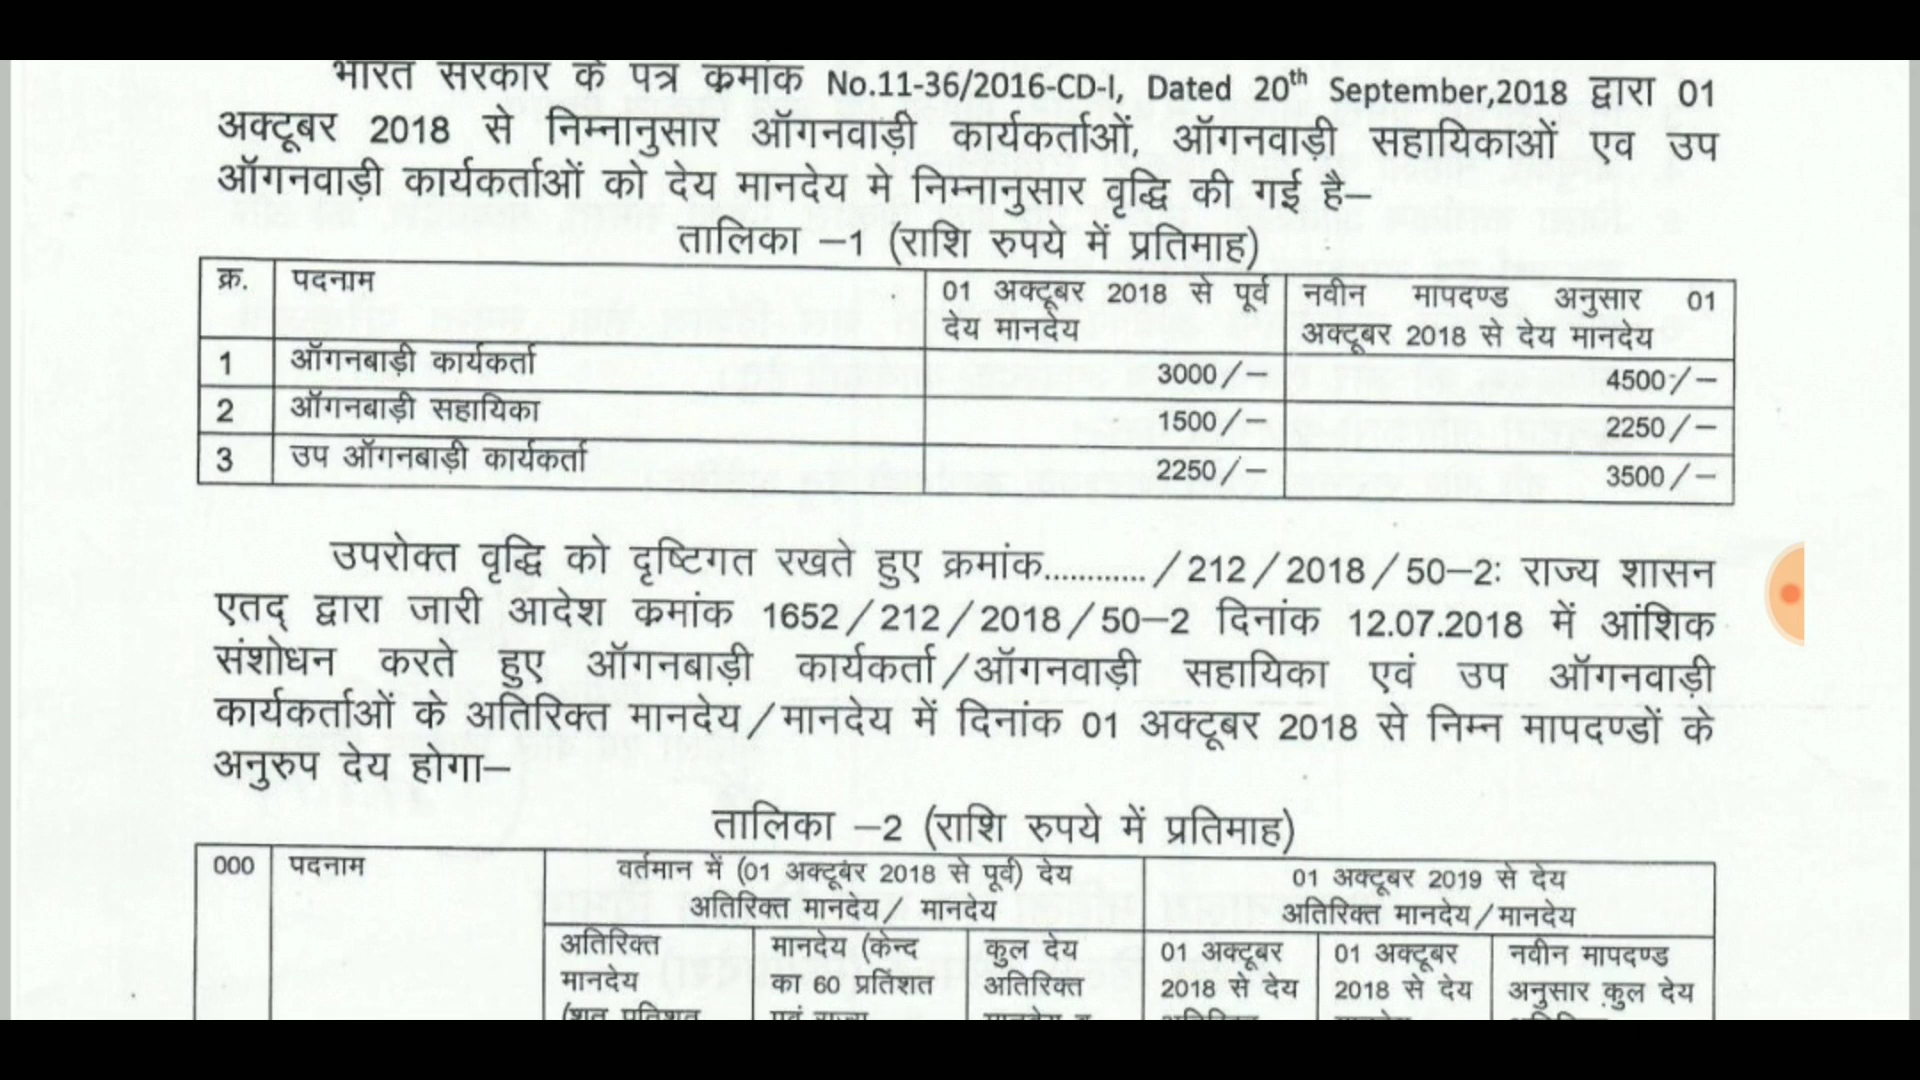 भारत सरकार के पत्र क्रमांक No.11-36/2016-CD-I, Dated 20th September,2018 द्वारा 01
अक्टूबर 2018 से निम्नानुसार ऑगनवाड़ी कार्यकर्ताओं, ऑगनवाड़ी सहायिकाओं एव उप
ऑगनवाड़ी कार्यकर्ताओं को देय मानदेय मे निम्नानुसार वृद्धि की गई है–
तालिका –1 (राशि रुपये में प्रतिमाह)
क्र. पदनाम 01 अक्टूबर 2018 से पूर्व नवीन मापदण्ड अनुसार 01
देय मानदेय अक्टूबर 2018 से देय मानदेय
1 ऑगनबाड़ी कार्यकर्ता 3000/– 4500/–
2 ऑगनबाड़ी सहायिका 1500/– 2250/–
3 उप ऑगनबाड़ी कार्यकर्ता 2250/– 3500/–
उपरोक्त वृद्धि को दृष्टिगत रखते हुए क्रमांक............/212/2018/50–2: राज्य शासन
एतद् द्वारा जारी आदेश क्रमांक 1652/212/2018/50–2 दिनांक 12.07.2018 में आंशिक
संशोधन करते हुए ऑगनबाड़ी कार्यकर्ता/ऑगनवाड़ी सहायिका एवं उप ऑगनवाड़ी
कार्यकर्ताओं के अतिरिक्त मानदेय/मानदेय में दिनांक 01 अक्टूबर 2018 से निम्न मापदण्डों के
अनुरुप देय होगा–
तालिका –2 (राशि रुपये में प्रतिमाह)
000 पदनाम वर्तमान में (01 अक्टूबर 2018 से पूर्व) देय 01 अक्टूबर 2019 से देय
अतिरिक्त मानदेय/ मानदेय अतिरिक्त मानदेय/मानदेय
अतिरिक्त मानदेय (केन्द कुल देय 01 अक्टूबर 01 अक्टूबर नवीन मापदण्ड
मानदेय का 60 प्रतिंशत अतिरिक्त 2018 से देय 2018 से देय अनुसार कुल देय